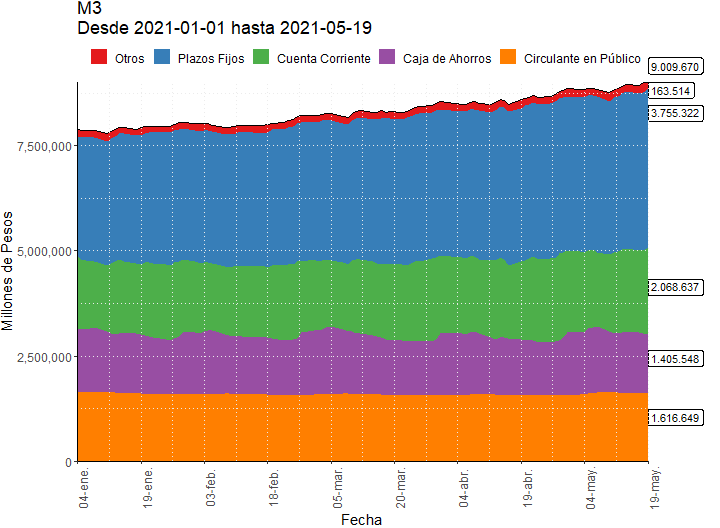 M3
Desde 2021-01-01 hasta 2021-05-19
Otros Plazos Fijos Cuenta Corriente Caja de Ahorros Circulante en Público
9.009.670
163.514
3.755.322
2.068.637
1.405.548
1.616.649
7,500,000
5,000,000
2,500,000
0
Millones de Pesos
04-ene.
19-ene.
03-feb.
18-feb.
05-mar.
20-mar.
04-abr.
19-abr.
04-may.
19-may.
Fecha